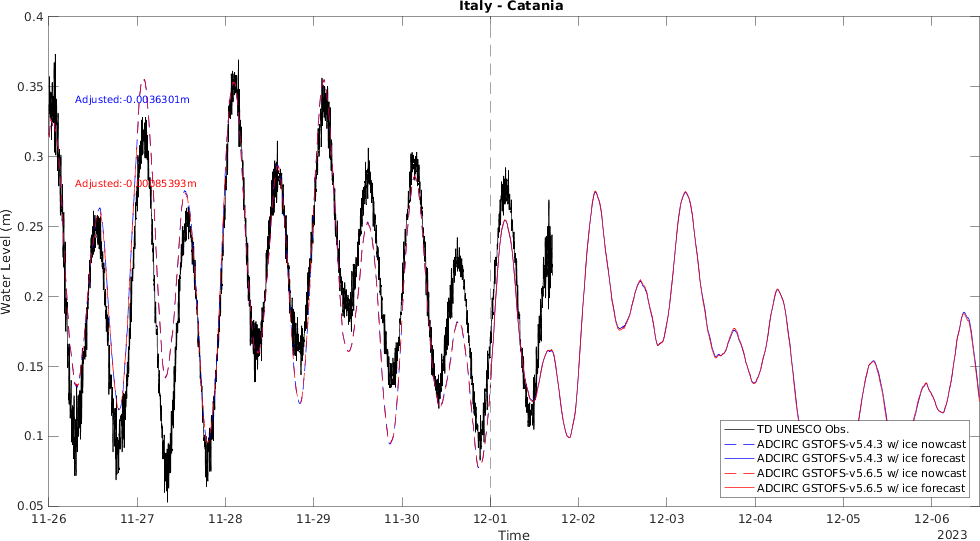 Italy - Catania
Water Level (m)
0.4
0.35
0.3
0.25
0.2
0.15
0.1
0.05
Adjusted:-0.0036301m
Adjusted:-0.00085393m
TD UNESCO Obs.
ADCIRC GSTOFS-v5.4.3 w/ ice nowcast
ADCIRC GSTOFS-v5.4.3 w/ ice forecast
ADCIRC GSTOFS-v5.6.5 w/ ice nowcast
ADCIRC GSTOFS-v5.6.5 w/ ice forecast
11-26 11-27 11-28 11-29 11-30 12-01 12-02 12-03 12-04 12-05 12-06
Time
2023